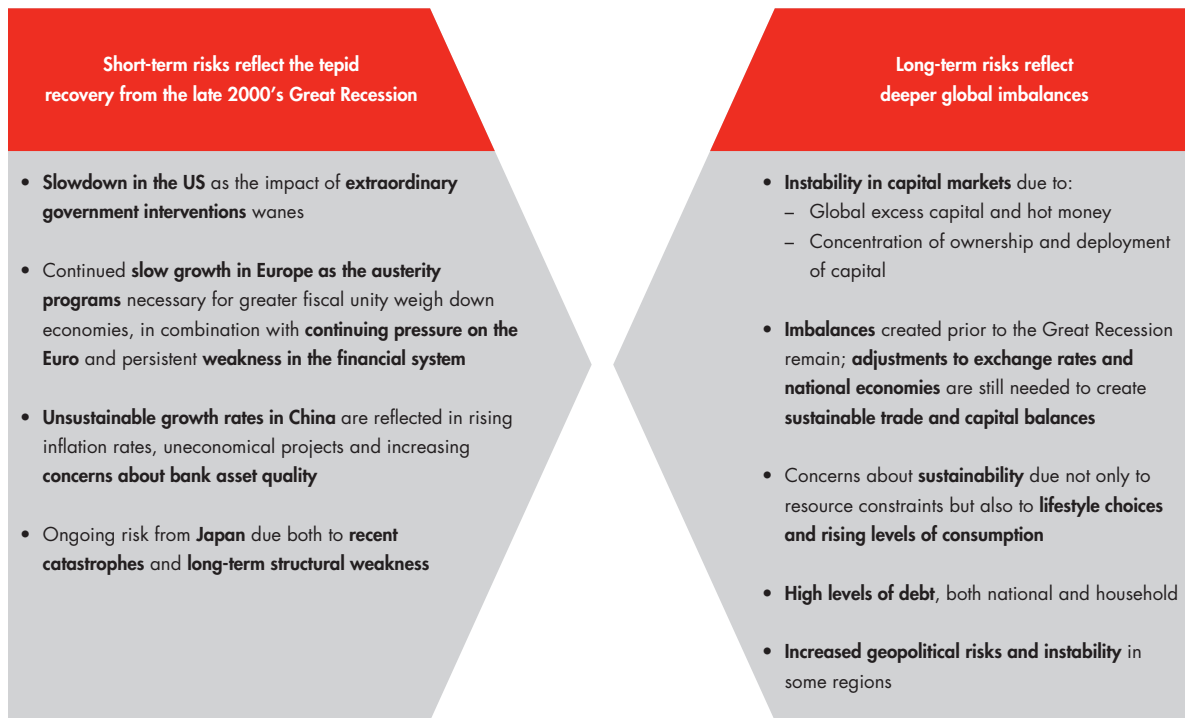 Short-term risks reflect the tepid
recovery from the late 2000's Great Recession
• Slowdown in the US as the impact of extraordinary
government interventions wanes
• Continued slow growth in Europe as the austerity
programs necessary for greater fiscal unity weigh down
economies, in combination with continuing pressure on the
Euro and persistent weakness in the financial system
• Unsustainable growth rates in China are reflected in rising
inflation rates, uneconomical projects and increasing
concerns about bank asset quality
• Ongoing risk from Japan due both to recent
catastrophes and long-term structural weakness
Long-term risks reflect
deeper global imbalances
• Instability in capital markets due to:
– Global excess capital and hot money
– Concentration of ownership and deployment
of capital
• Imbalances created prior to the Great Recession
remain; adjustments to exchange rates and
national economies are still needed to create
sustainable trade and capital balances
• Concerns about sustainability due not only to
resource constraints but also to lifestyle choices
and rising levels of consumption
• High levels of debt, both national and household
• Increased geopolitical risks and instability in
some regions